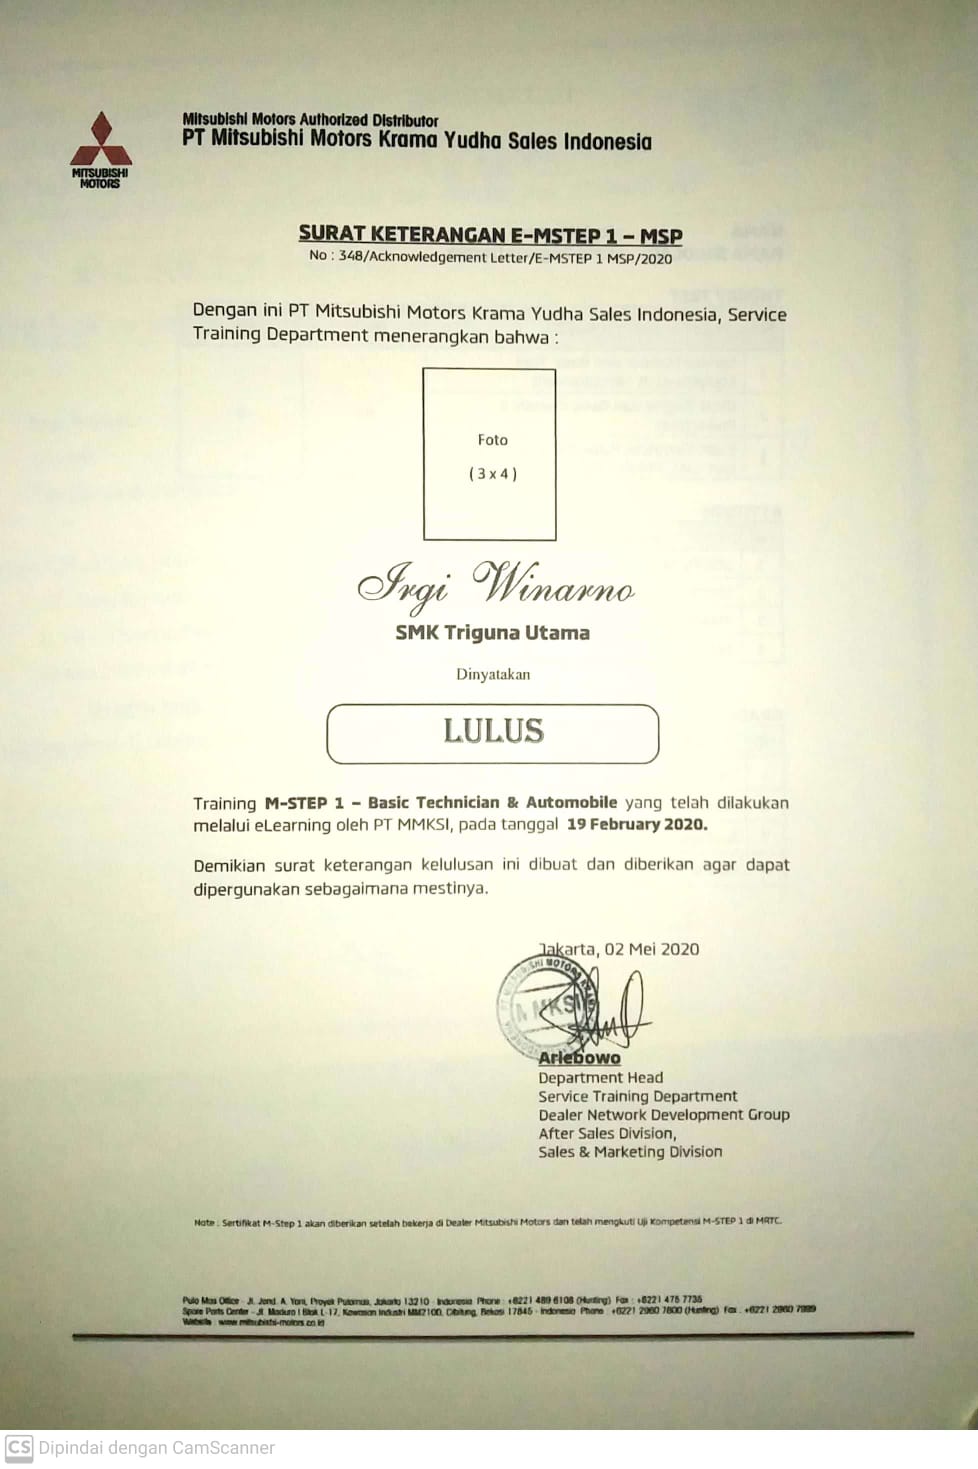 Mitsubishi Motors Authorized Distributor
PT Mitsubishi Motors Krama Yudha Sales Indonesia
MITSUBISHI
MOTORS
SURAT KETERANGAN E-MSTEP 1 – MSP
No : 348/Acknowledgement Letter/E-MSTEP 1 MSP/2020
Dengan ini PT Mitsubishi Motors Krama Yudha Sales Indonesia, Service
Training Department menerangkan bahwa :
Foto
( 3 x 4 )
Irgi Winarno
SMK Triguna Utama
Dinyatakan
LULUS
Training M-STEP 1 – Basic Technician & Automobile yang telah dilakukan
melalui eLearning oleh PT MMKSI, pada tanggal 19 February 2020.
Demikian surat keterangan kelulusan ini dibuat dan diberikan agar dapat
dipergunakan sebagaimana mestinya.
Jakarta, 02 Mei 2020
Ariebowo
Department Head
Service Training Department
Dealer Network Development Group
After Sales Division,
Sales & Marketing Division
Note : Sertifikat M-Step 1 akan diberikan setelah bekerja di Dealer Mitsubishi Motors dan telah mengkuti Uji Kompetensi M-STEP 1 di MRTC.
Pulo Mas Office - Jl. Jend. A. Yani, Proyek Pulomas, Jakarta 13210 - Indonesia Phone : +6221 489 6108 (Hunting) Fax : +6221 475 7735
Spare Parts Center - Jl. Madura I Blok L-17, Kawasan Industri MM2100, Cibitung, Bekasi 17845 - Indonesia Phone : +6221 2960 7800 (Hunting) Fax : +6221 2960 7999
Website : www.mitsubishi-motors.co.id
CS Dipindai dengan CamScanner